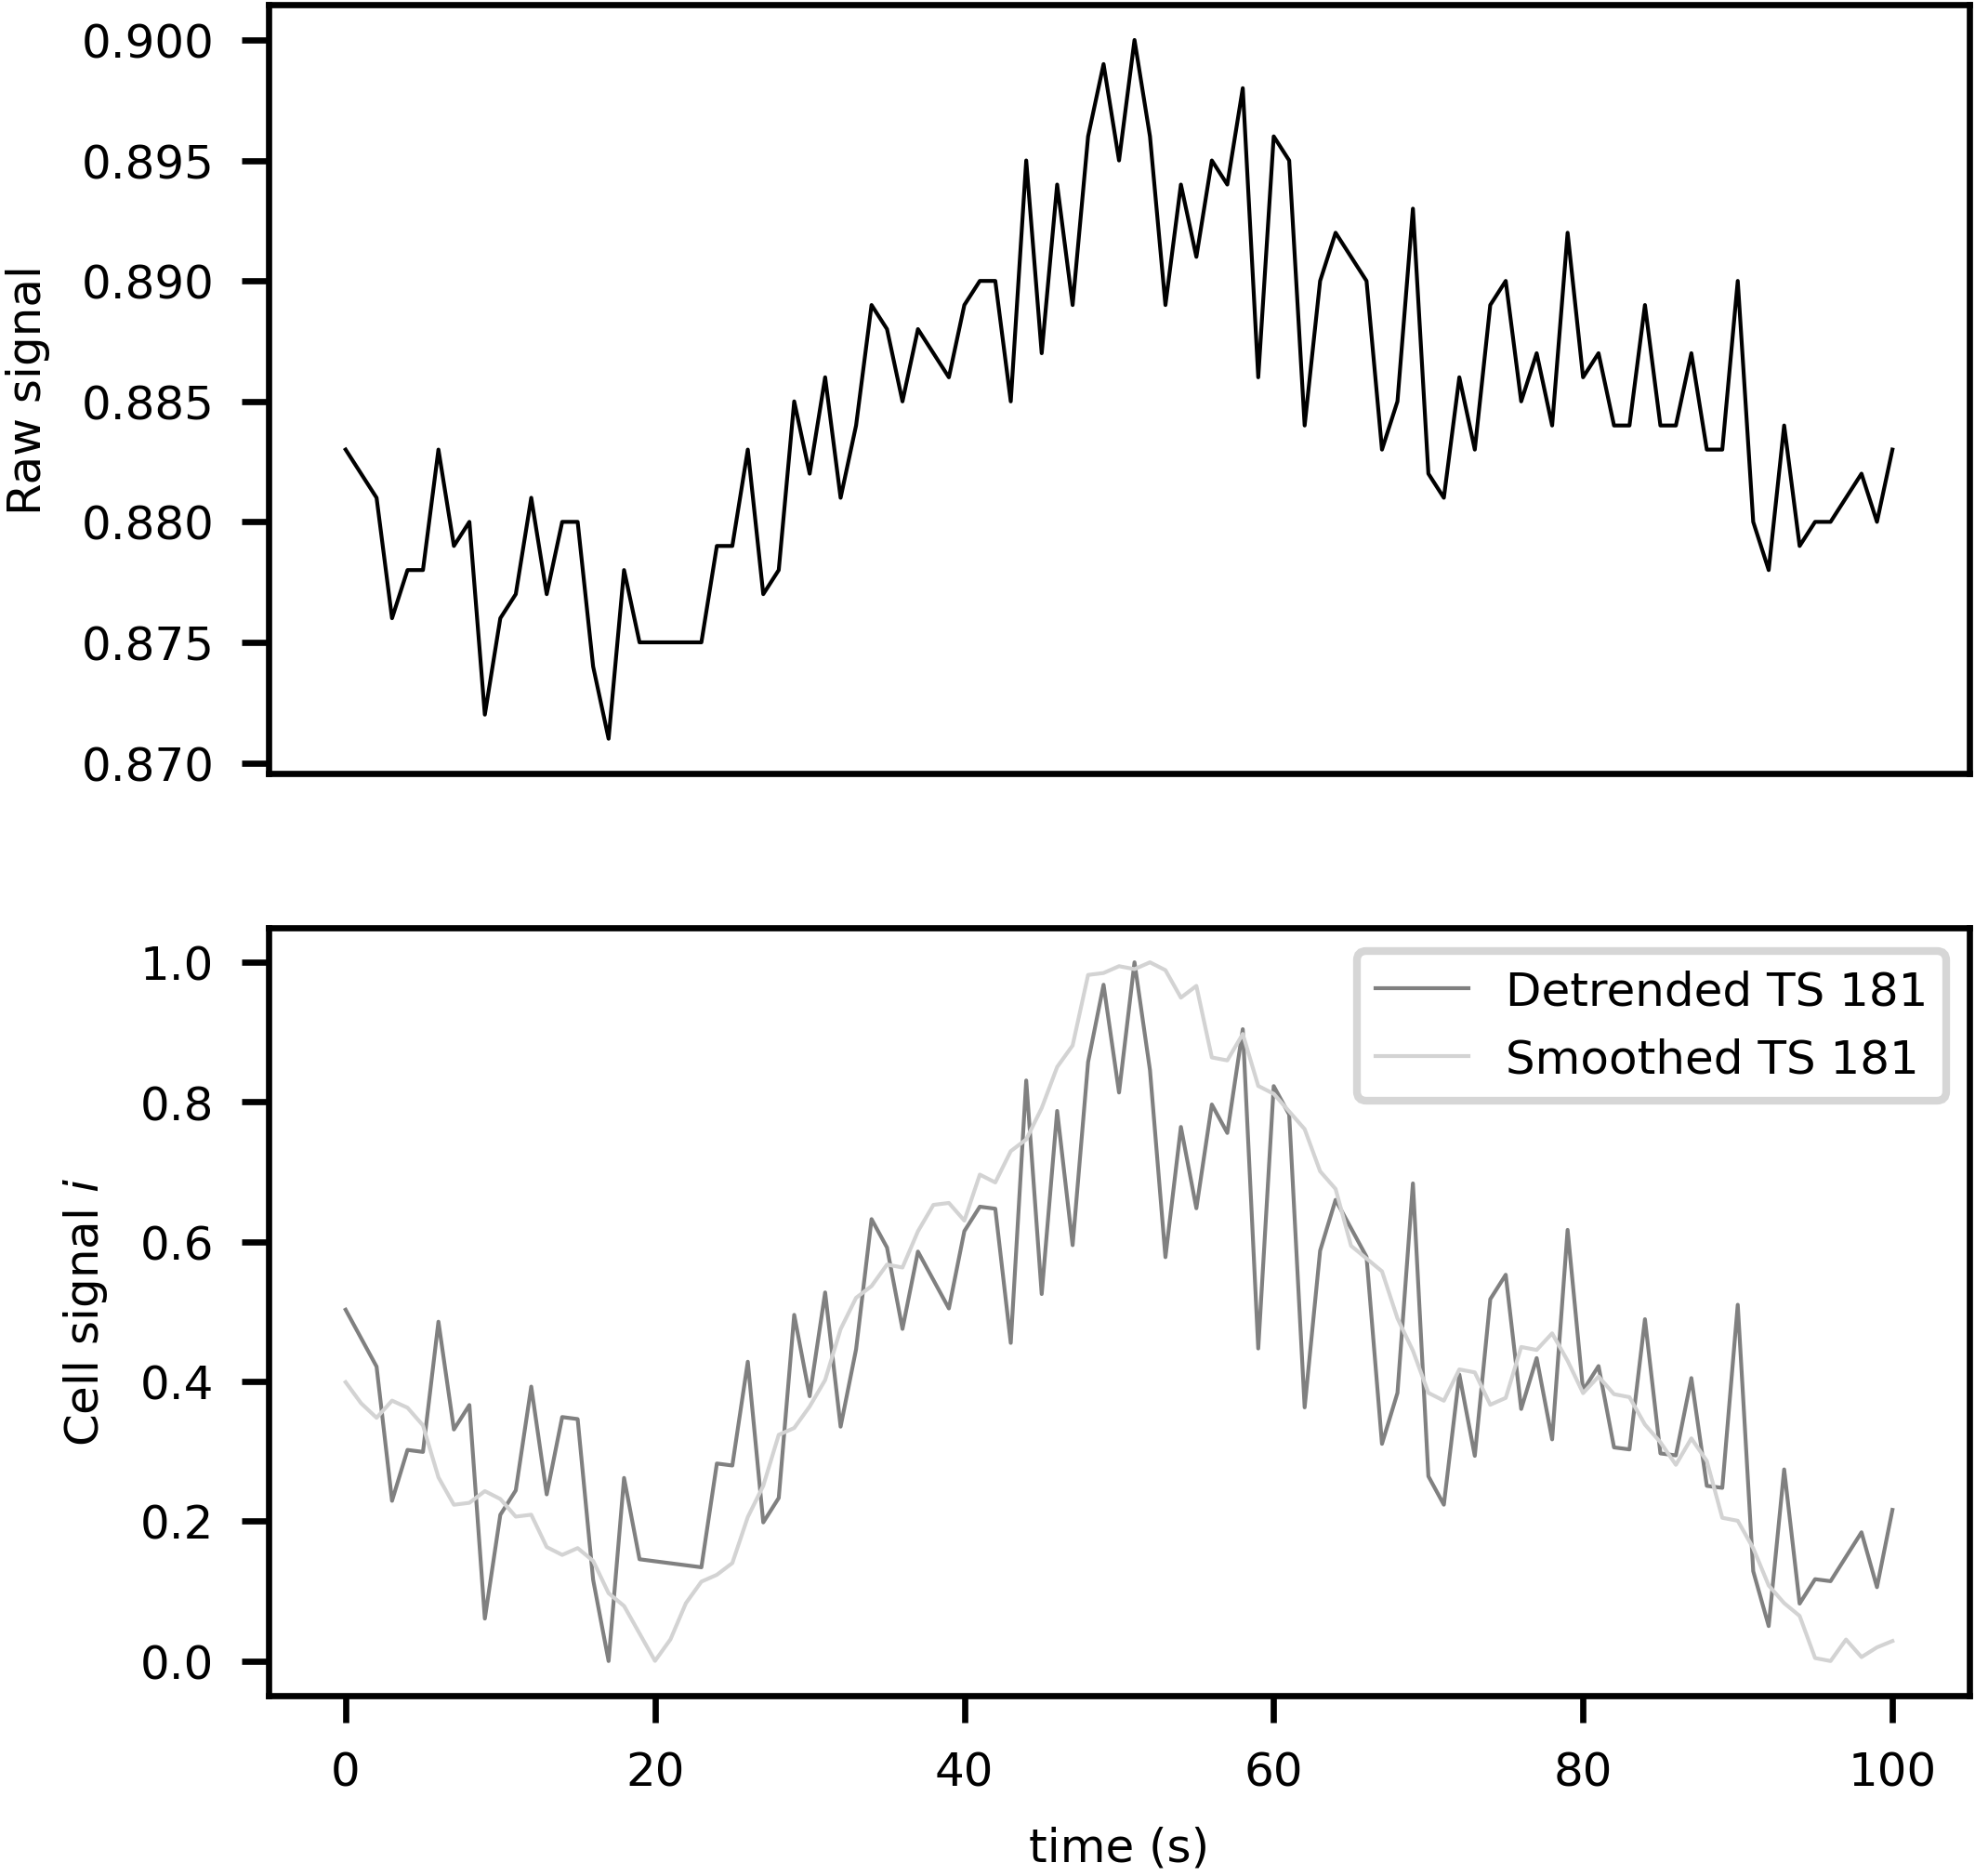 Raw signal
0.900
0.895
0.890
0.885
0.880
0.875
0.870
Cell signal i
1.0
0.8
0.6
0.4
0.2
0.0
Detrended TS 181
Smoothed TS 181
0 20 40 60 80 100
time (s)